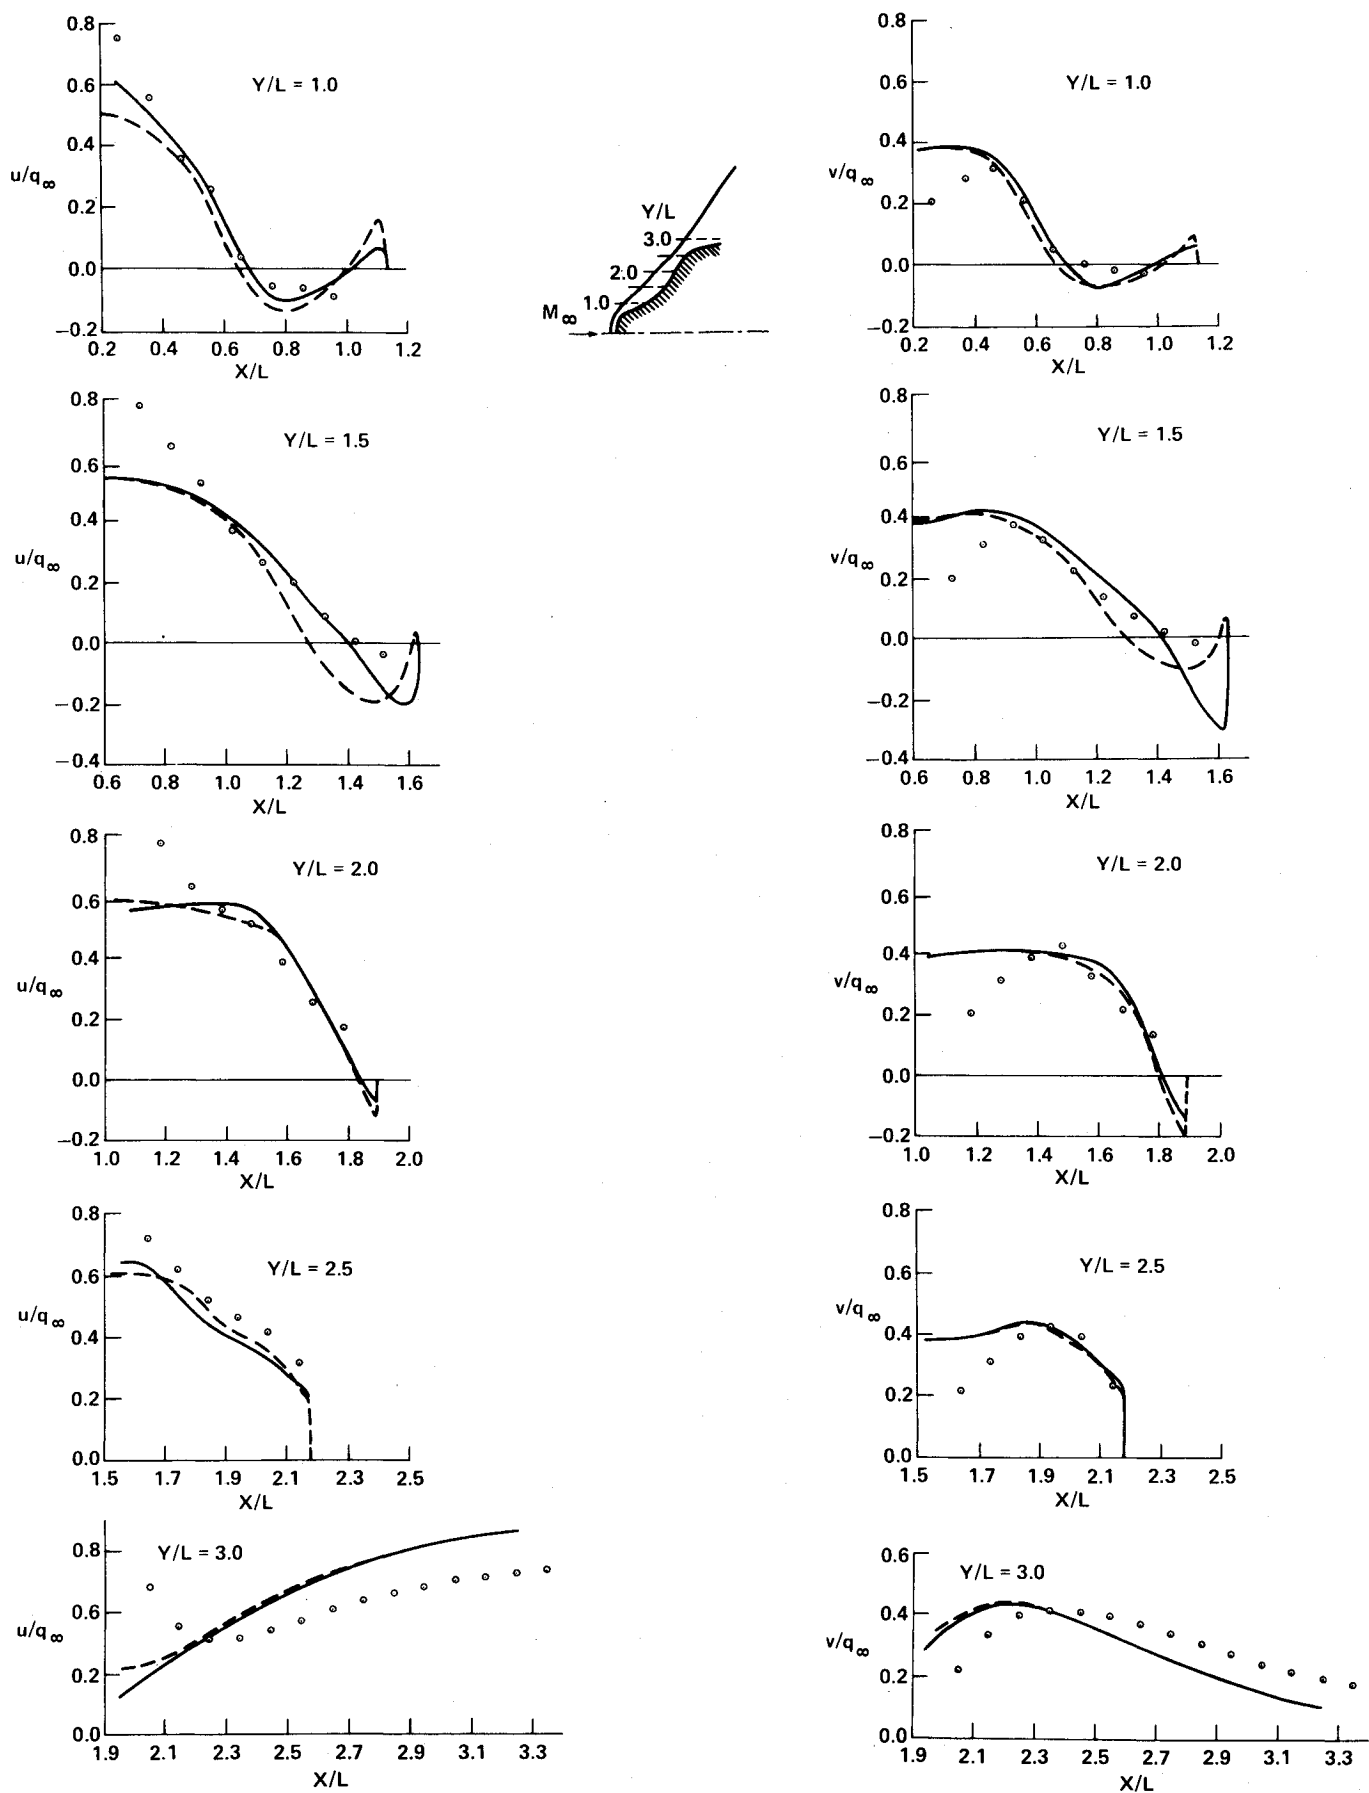 0.8
0.6
0.4
0.2
0.0
−0.2
u/q∞
Y/L = 1.0
0.2 0.4 0.6 0.8 1.0 1.2
X/L
Y/L
3.0
2.0
1.0
M∞
0.8
0.6
0.4
0.2
0.0
−0.2
v/q∞
Y/L = 1.0
0.2 0.4 0.6 0.8 1.0 1.2
X/L
0.8
0.6
0.4
0.2
0.0
−0.2
−0.4
u/q∞
Y/L = 1.5
0.6 0.8 1.0 1.2 1.4 1.6
X/L
0.8
0.6
0.4
0.2
0.0
−0.2
−0.4
v/q∞
Y/L = 1.5
0.6 0.8 1.0 1.2 1.4 1.6
X/L
0.8
0.6
0.4
0.2
0.0
−0.2
u/q∞
Y/L = 2.0
1.0 1.2 1.4 1.6 1.8 2.0
X/L
0.8
0.6
0.4
0.2
0.0
−0.2
v/q∞
Y/L = 2.0
1.0 1.2 1.4 1.6 1.8 2.0
X/L
0.8
0.6
0.4
0.2
0.0
u/q∞
Y/L = 2.5
1.5 1.7 1.9 2.1 2.3 2.5
X/L
0.8
0.6
0.4
0.2
0.0
v/q∞
Y/L = 2.5
1.5 1.7 1.9 2.1 2.3 2.5
X/L
0.8
0.6
0.2
0.0
u/q∞
Y/L = 3.0
1.9 2.1 2.3 2.5 2.7 2.9 3.1 3.3
X/L
0.6
0.4
0.2
0.0
v/q∞
Y/L = 3.0
1.9 2.1 2.3 2.5 2.7 2.9 3.1 3.3
X/L